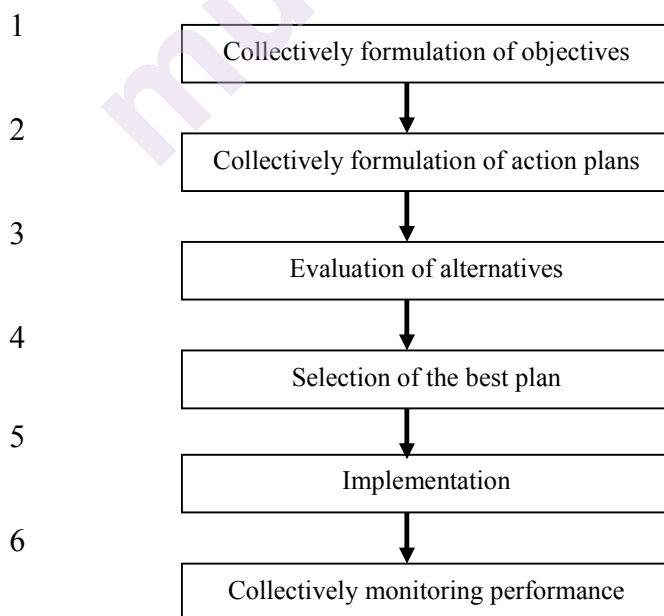 1
Collectively formulation of objectives
2
Collectively formulation of action plans
3
Evaluation of alternatives
4
Selection of the best plan
5
Implementation
6
Collectively monitoring performance
mu